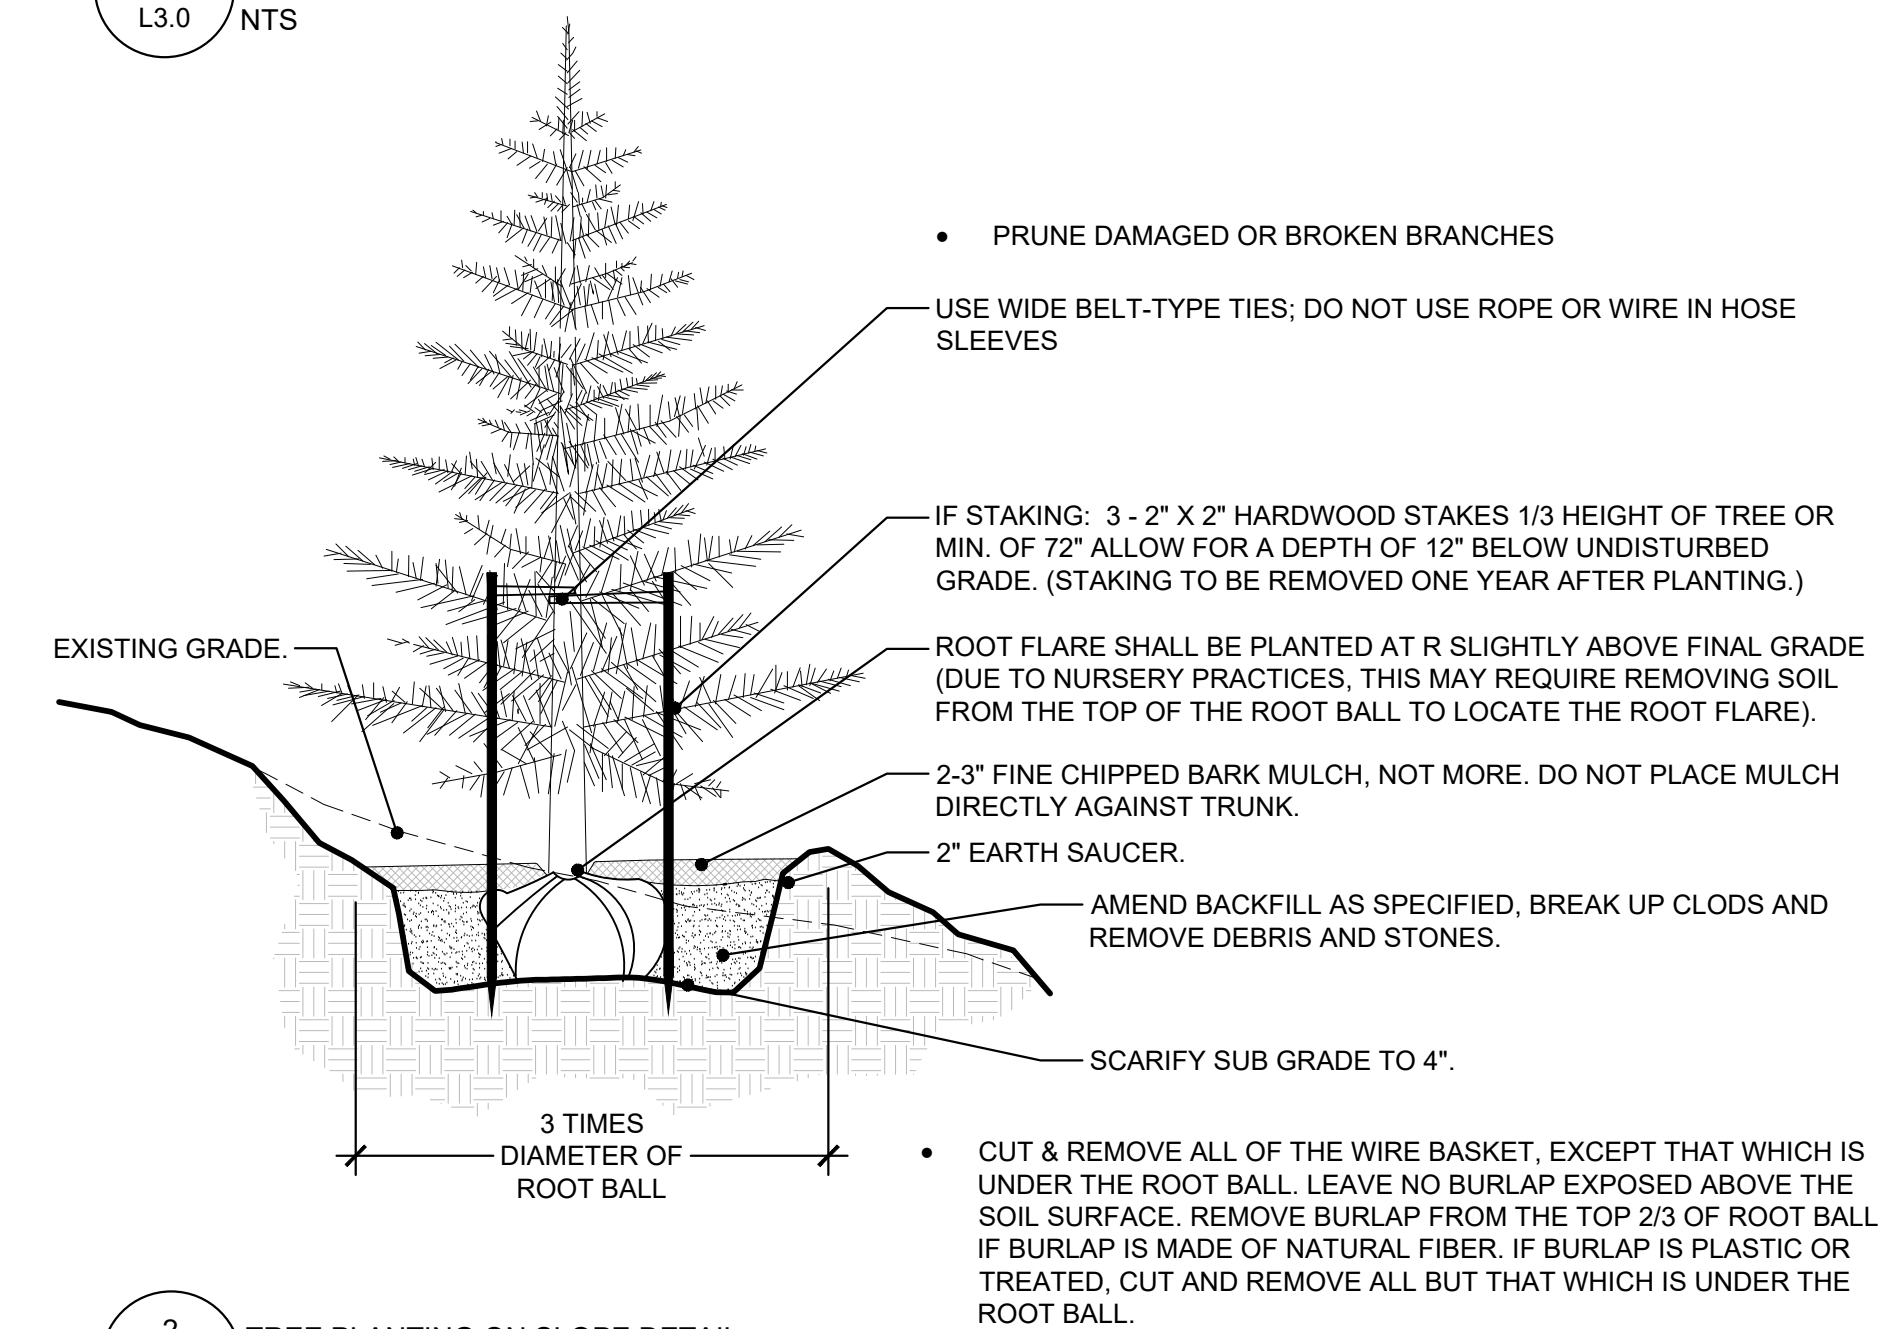 L3.0
NTS
• PRUNE DAMAGED OR BROKEN BRANCHES
USE WIDE BELT-TYPE TIES; DO NOT USE ROPE OR WIRE IN HOSE
SLEEVES
IF STAKING: 3 - 2" X 2" HARDWOOD STAKES 1/3 HEIGHT OF TREE OR
MIN. OF 72" ALLOW FOR A DEPTH OF 12" BELOW UNDISTURBED
GRADE. (STAKING TO BE REMOVED ONE YEAR AFTER PLANTING.)
EXISTING GRADE.
ROOT FLARE SHALL BE PLANTED AT R SLIGHTLY ABOVE FINAL GRADE
(DUE TO NURSERY PRACTICES, THIS MAY REQUIRE REMOVING SOIL
FROM THE TOP OF THE ROOT BALL TO LOCATE THE ROOT FLARE).
2-3" FINE CHIPPED BARK MULCH, NOT MORE. DO NOT PLACE MULCH
DIRECTLY AGAINST TRUNK.
2" EARTH SAUCER.
AMEND BACKFILL AS SPECIFIED, BREAK UP CLODS AND
REMOVE DEBRIS AND STONES.
SCARIFY SUB GRADE TO 4".
3 TIMES
DIAMETER OF
ROOT BALL
• CUT & REMOVE ALL OF THE WIRE BASKET, EXCEPT THAT WHICH IS
UNDER THE ROOT BALL. LEAVE NO BURLAP EXPOSED ABOVE THE
SOIL SURFACE. REMOVE BURLAP FROM THE TOP 2/3 OF ROOT BALL
IF BURLAP IS MADE OF NATURAL FIBER. IF BURLAP IS PLASTIC OR
TREATED, CUT AND REMOVE ALL BUT THAT WHICH IS UNDER THE
ROOT BALL.
TREE PLANTING ON SLOPE DETAIL